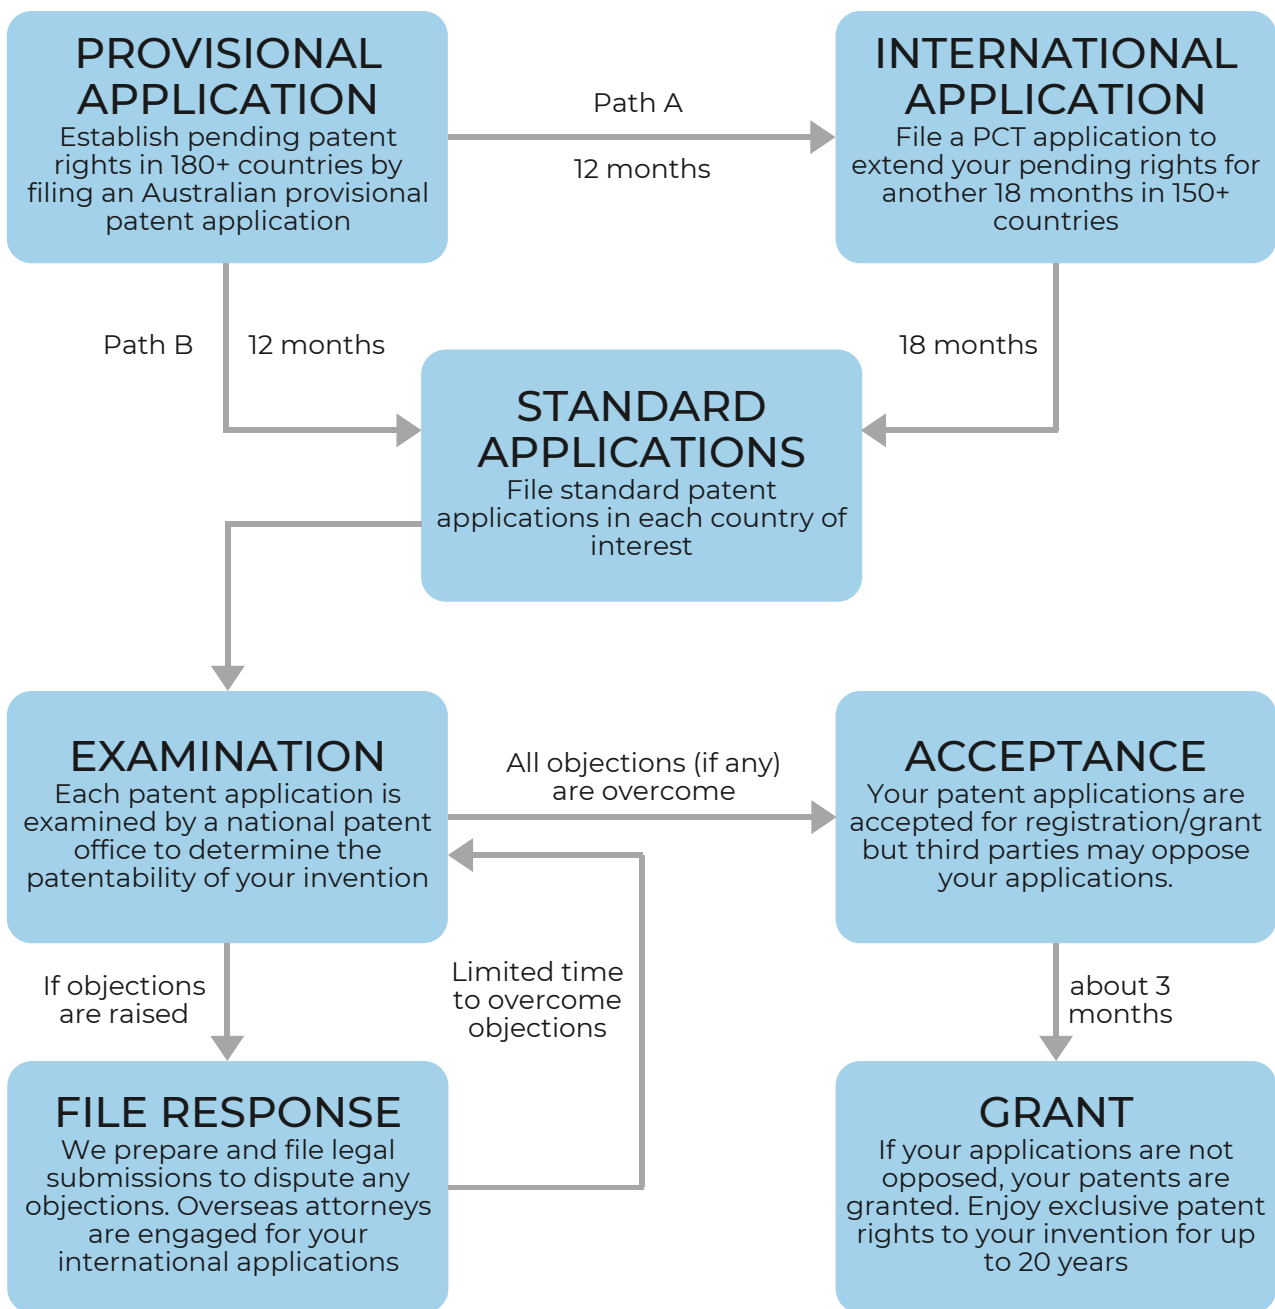 PROVISIONAL
APPLICATION
Establish pending patent
rights in 180+ countries by
filing an Australian provisional
patent application
Path A
12 months
INTERNATIONAL
APPLICATION
File a PCT application to
extend your pending rights for
another 18 months in 150+
countries
Path B
12 months
18 months
STANDARD
APPLICATIONS
File standard patent
applications in each country of
interest
EXAMINATION
Each patent application is
examined by a national patent
office to determine the
patentability of your invention
All objections (if any)
are overcome
ACCEPTANCE
Your patent applications are
accepted for registration/grant
but third parties may oppose
your applications.
If objections
are raised
Limited time
to overcome
objections
about 3
months
FILE RESPONSE
We prepare and file legal
submissions to dispute any
objections. Overseas attorneys
are engaged for your
international applications
GRANT
If your applications are not
opposed, your patents are
granted. Enjoy exclusive patent
rights to your invention for up
to 20 years